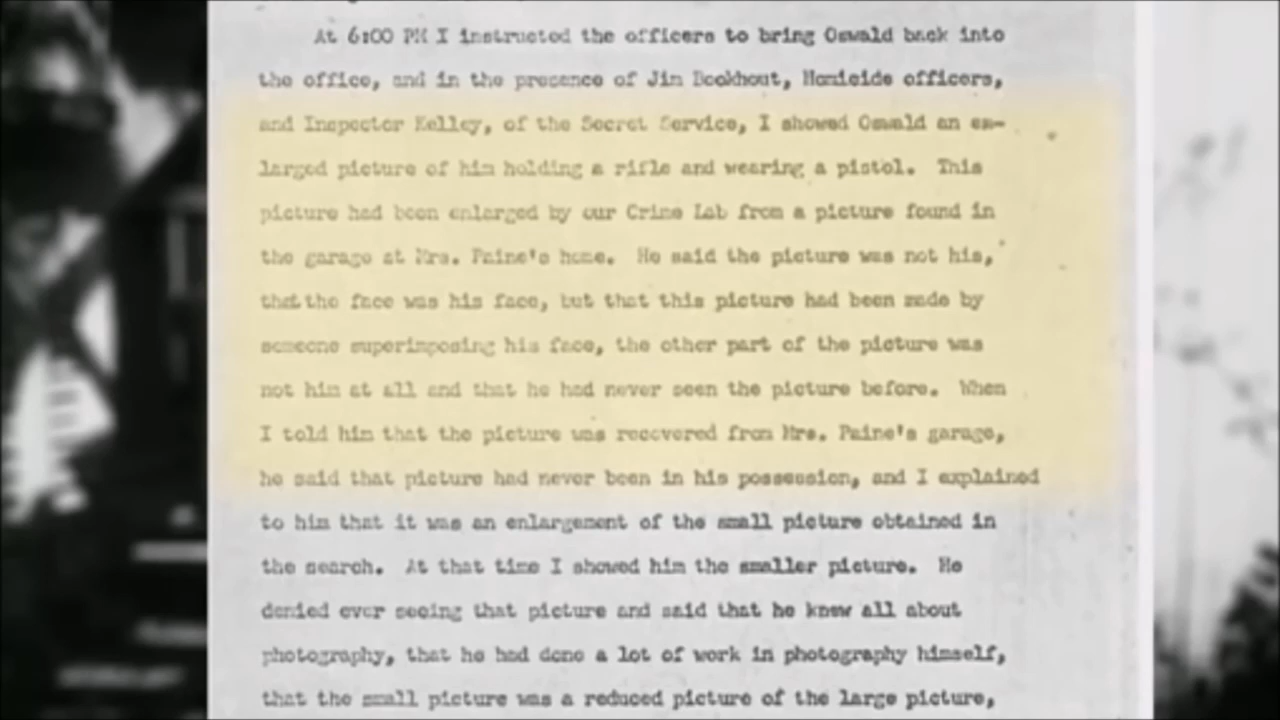 At 6:00 PM I instructed the officers to bring Oswald back into
the office, and in the presence of Jim Bookhout, Homicide officers,
and Inspector Kelley, of the Secret Service, I showed Oswald an en-
larged picture of him holding a rifle and wearing a pistol. This
picture had been enlarged by our Crime Lab from a picture found in
the garage at Mrs. Paine's home. He said the picture was not his,
that the face was his face, but that this picture had been made by
someone superimposing his face, the other part of the picture was
not him at all and that he had never seen the picture before. When
I told him that the picture was recovered from Mrs. Paine's garage,
he said that picture had never been in his possession, and I explained
to him that it was an enlargement of the small picture obtained in
the search. At that time I showed him the smaller picture. He
denied ever seeing that picture and said that he knew all about
photography, that he had done a lot of work in photography himself,
that the small picture was a reduced picture of the large picture,